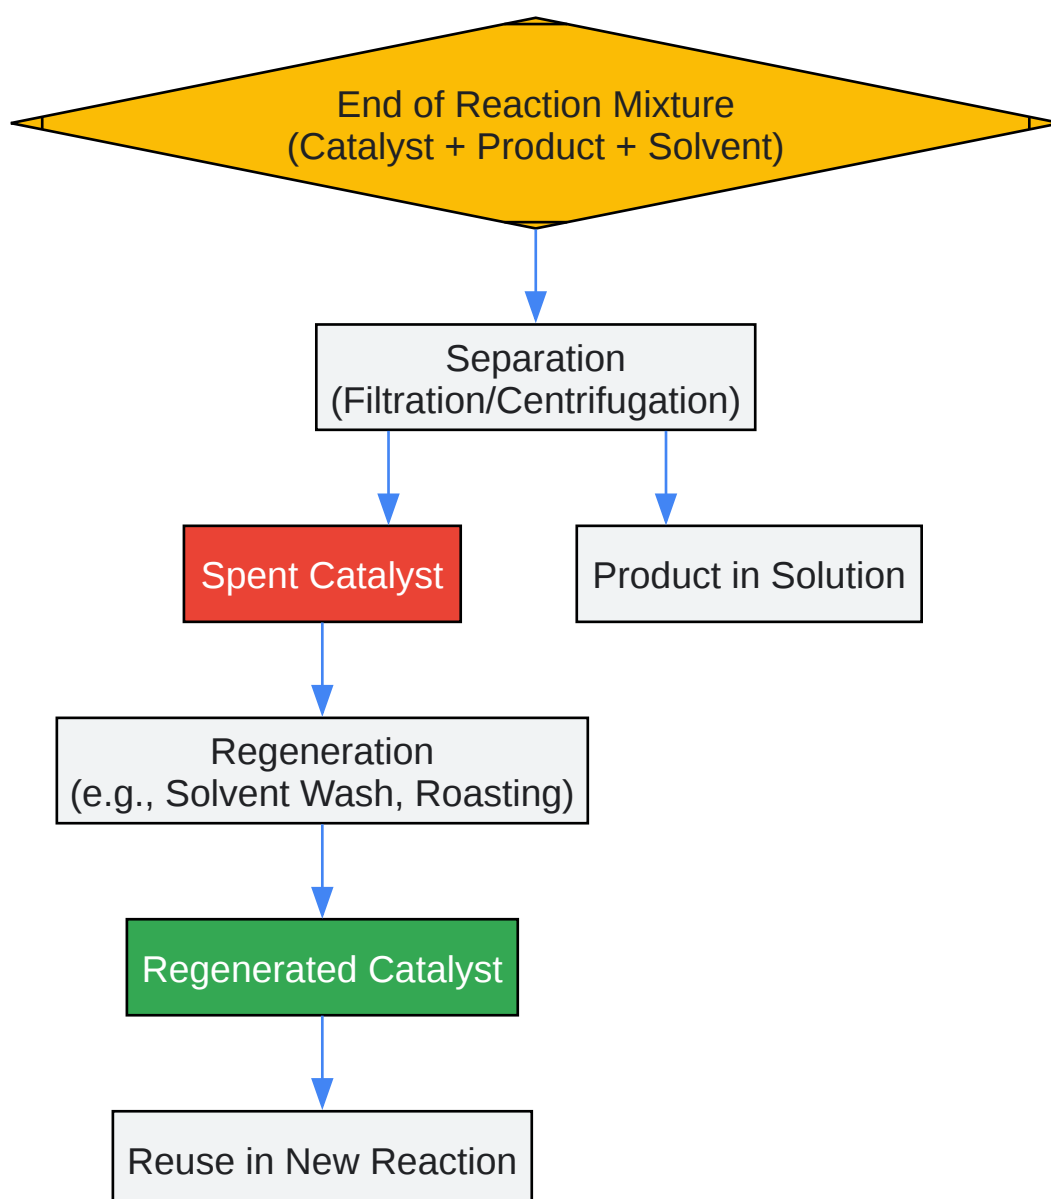 End of Reaction Mixture
(Catalyst + Product + Solvent)
Separation
(Filtration/Centrifugation)
Spent Catalyst
Product in Solution
Regeneration
(e.g., Solvent Wash, Roasting)
Regenerated Catalyst
Reuse in New Reaction